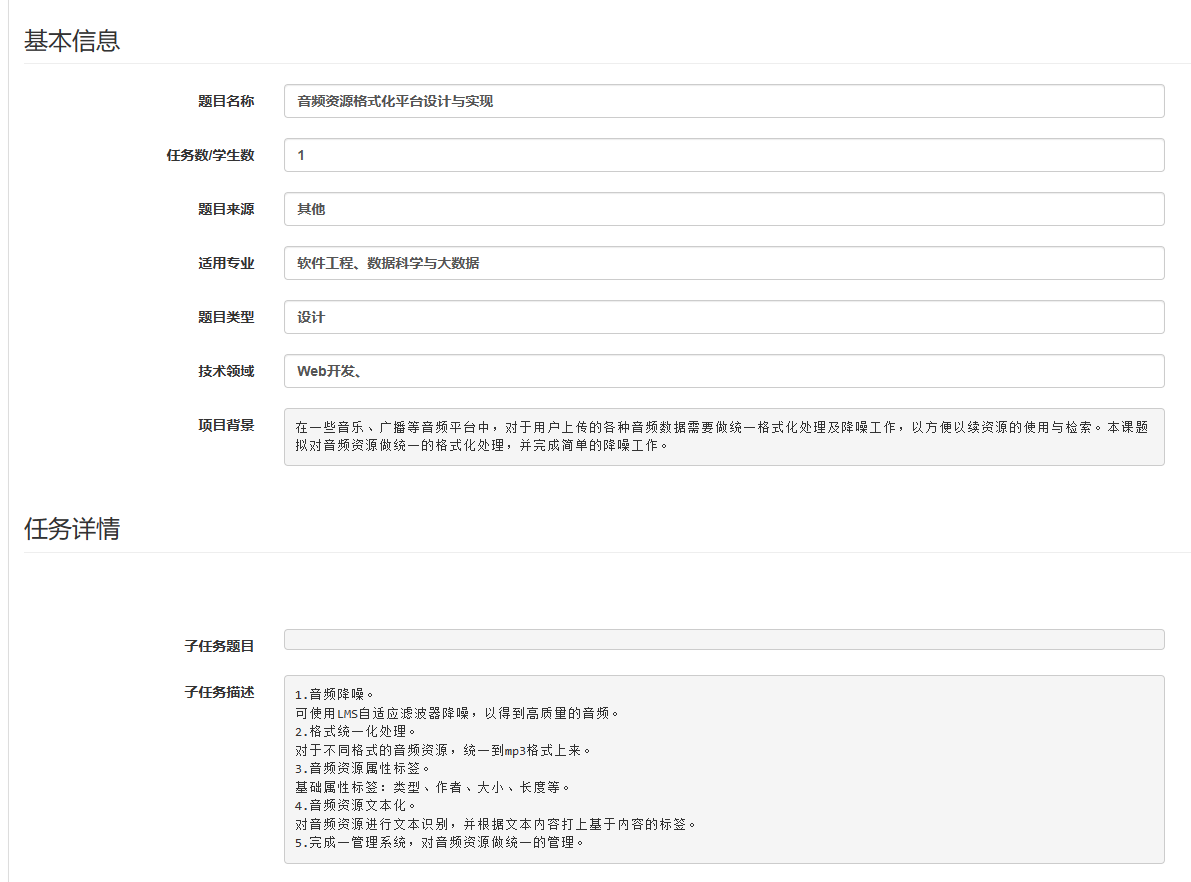 基本信息
题目名称 音频资源格式化平台设计与实现
任务数/学生数 1
题目来源 其他
适用专业 软件工程、数据科学与大数据
题目类型 设计
技术领域 Web开发、
项目背景 在一些音乐、广播等音频平台中，对于用户上传的各种音频数据需要做统一格式化处理及降噪工作，以方便以续资源的使用与检索。本课题
拟对音频资源做统一的格式化处理，并完成简单的降噪工作。
任务详情
子任务题目
子任务描述 1.音频降噪。
可使用LMS自适应滤波器降噪，以得到高质量的音频。
2.格式统一化处理。
对于不同格式的音频资源，统一到mp3格式上来。
3.音频资源属性标签。
基础属性标签：类型、作者、大小、长度等。
4.音频资源文本化。
对音频资源进行文本识别，并根据文本内容打上基于内容的标签。
5.完成一管理系统，对音频资源做统一的管理。